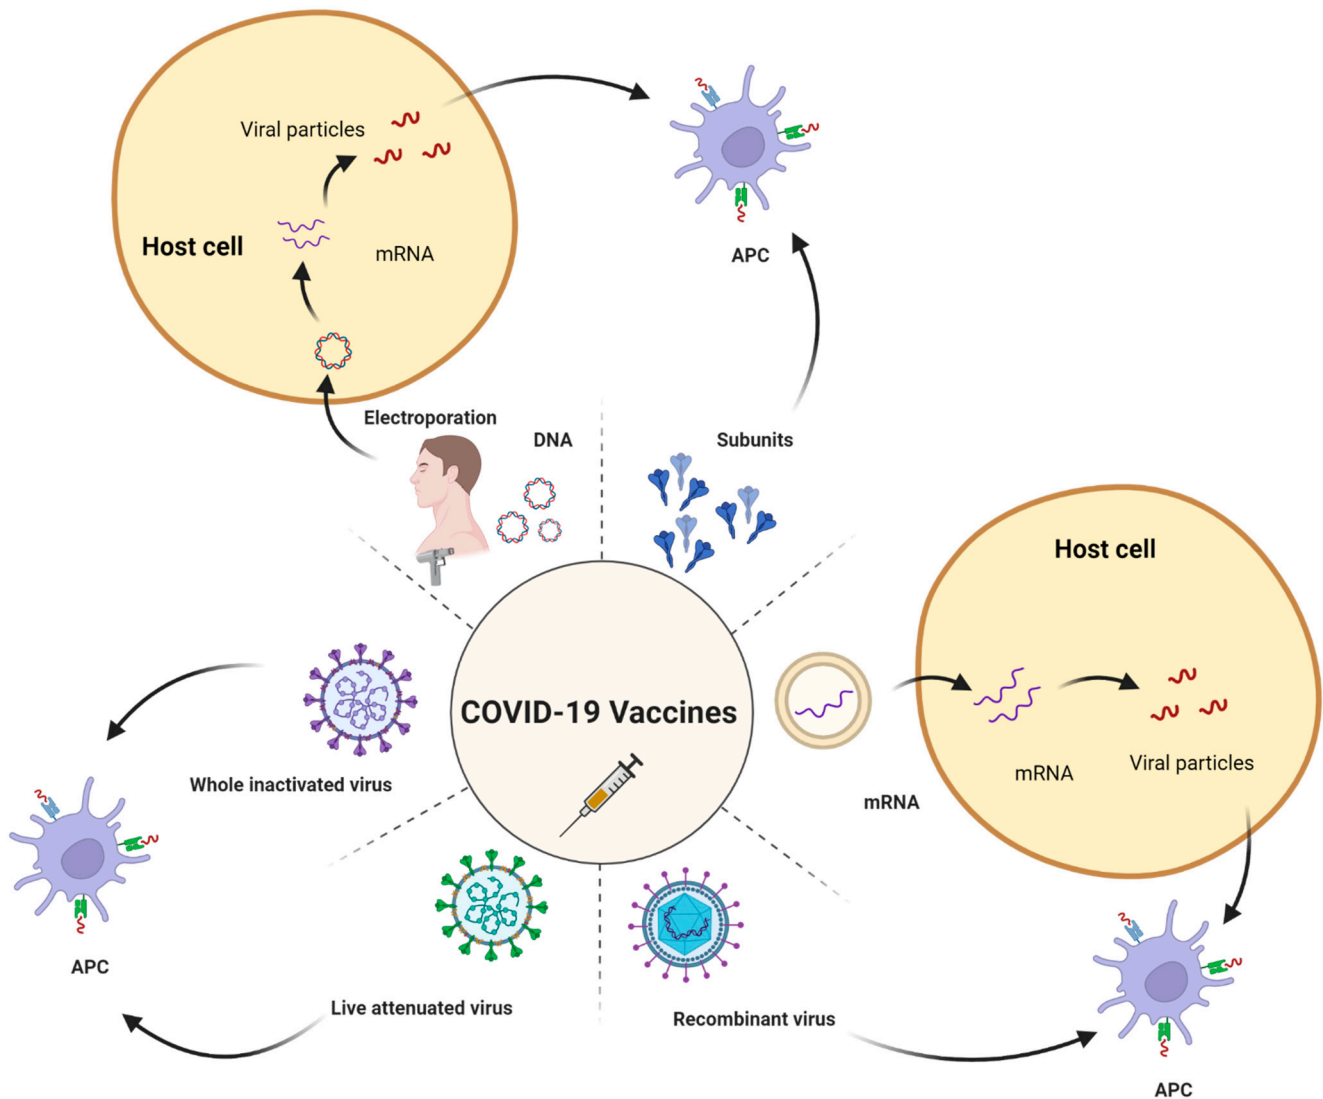 Viral particles
Host cell
mRNA
APC
Electroporation
DNA
Subunits
Host cell
COVID-19 Vaccines
mRNA
Viral particles
mRNA
Whole inactivated virus
APC
Live attenuated virus
Recombinant virus
APC